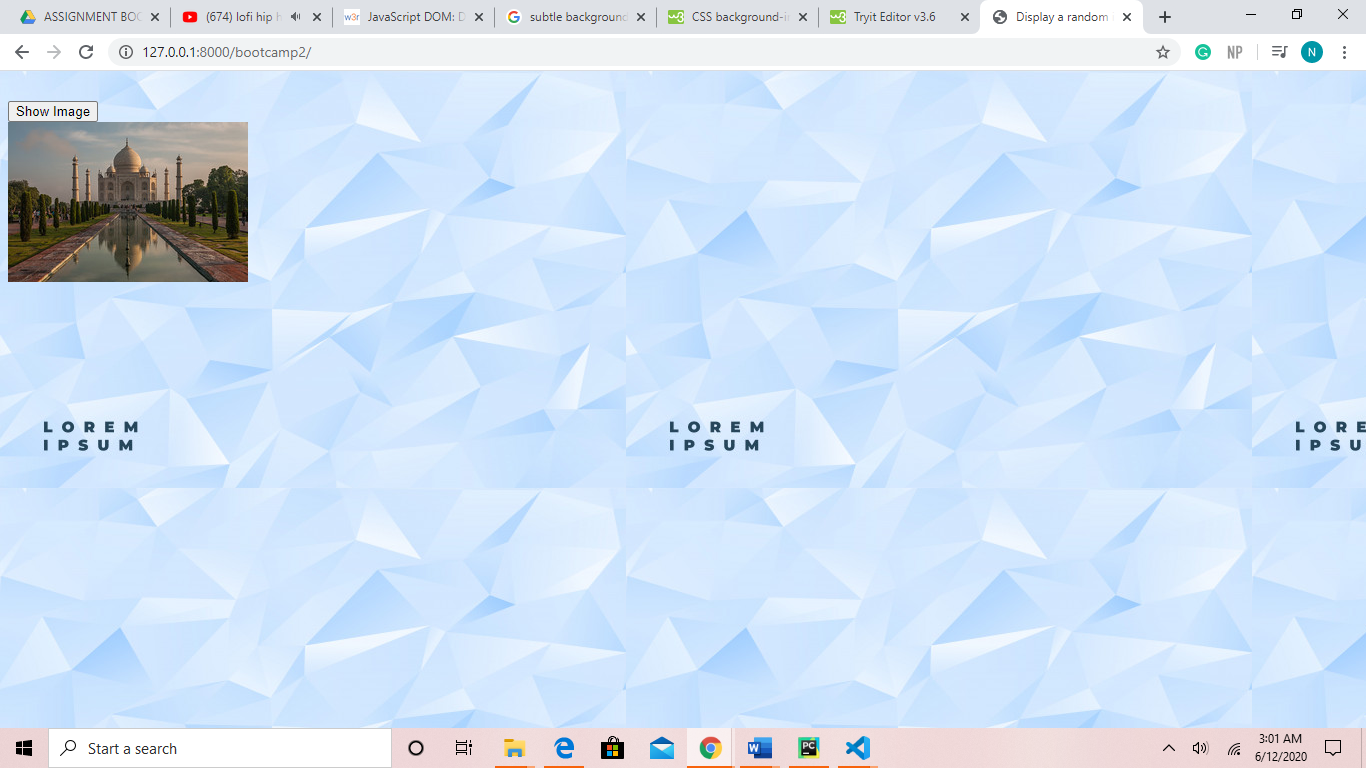 ASSIGNMENT BOO
(674) lofi hip h
w3r
JavaScript DOM: D
subtle background
CSS background-i
Tryit Editor v3.6
Display a random
127.0.0.1:8000/bootcamp2/
NP
N
Show Image
LOREM
IPSUM
LOREM
IPSUM
LORE
IPSU
Start a search
PC
3:01 AM
6/12/2020